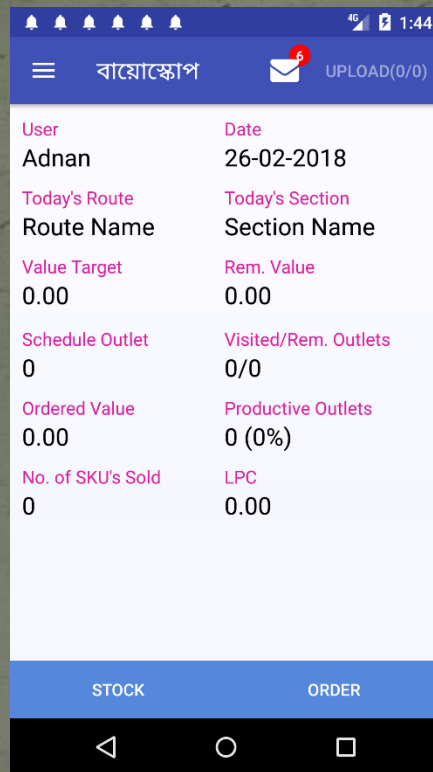 4G 1:44
বায়োস্কোপ 6 UPLOAD(0/0)
User Date
Adnan 26-02-2018
Today's Route Today's Section
Route Name Section Name
Value Target Rem. Value
0.00 0.00
Schedule Outlet Visited/Rem. Outlets
0 0/0
Ordered Value Productive Outlets
0.00 0 (0%)
No. of SKU's Sold LPC
0 0.00
STOCK ORDER